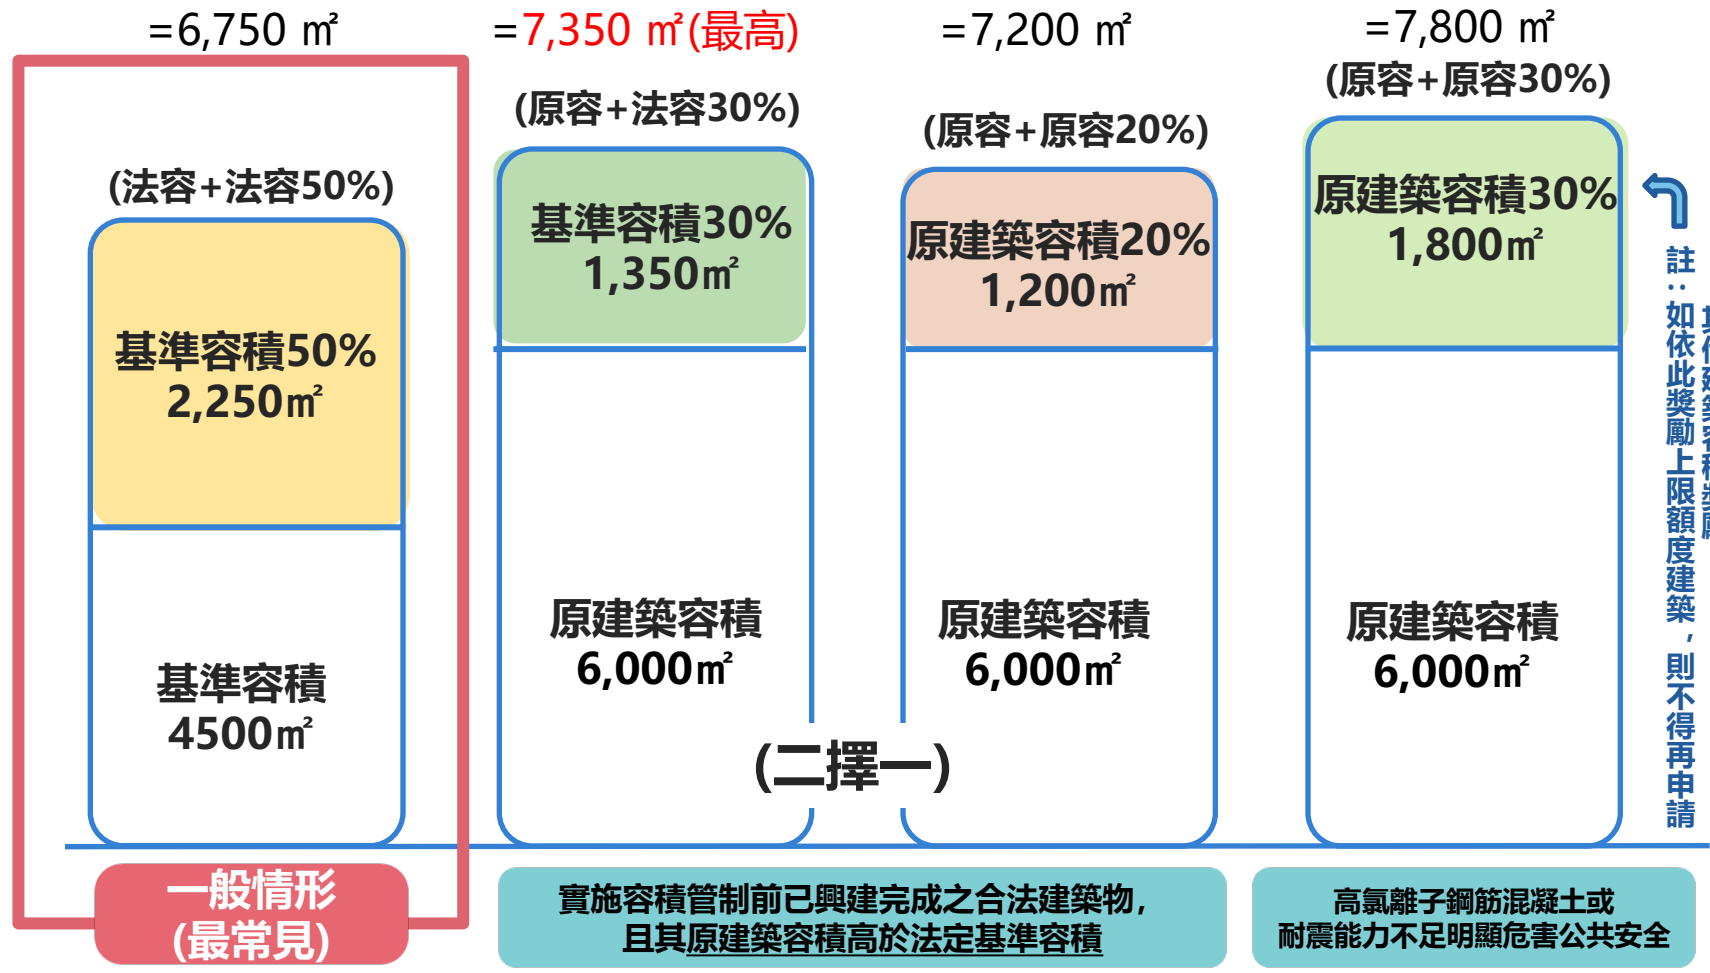 =6,750 ㎡
=7,350 ㎡(最高)
=7,200 ㎡
=7,800 ㎡
(法容+法容50%)
(原容+法容30%)
(原容+原容20%)
(原容+原容30%)
基準容積50%
2,250㎡
基準容積
4500㎡
基準容積30%
1,350㎡
原建築容積
6,000㎡
原建築容積20%
1,200㎡
原建築容積
6,000㎡
原建築容積30%
1,800㎡
原建築容積
6,000㎡
(二擇一)
註：如依此獎勵上限額度建築，則不得再申請
其他建築容積獎勵
一般情形
(最常見)
實施容積管制前已興建完成之合法建築物,
且其原建築容積高於法定基準容積
高氯離子鋼筋混凝土或
耐震能力不足明顯危害公共安全